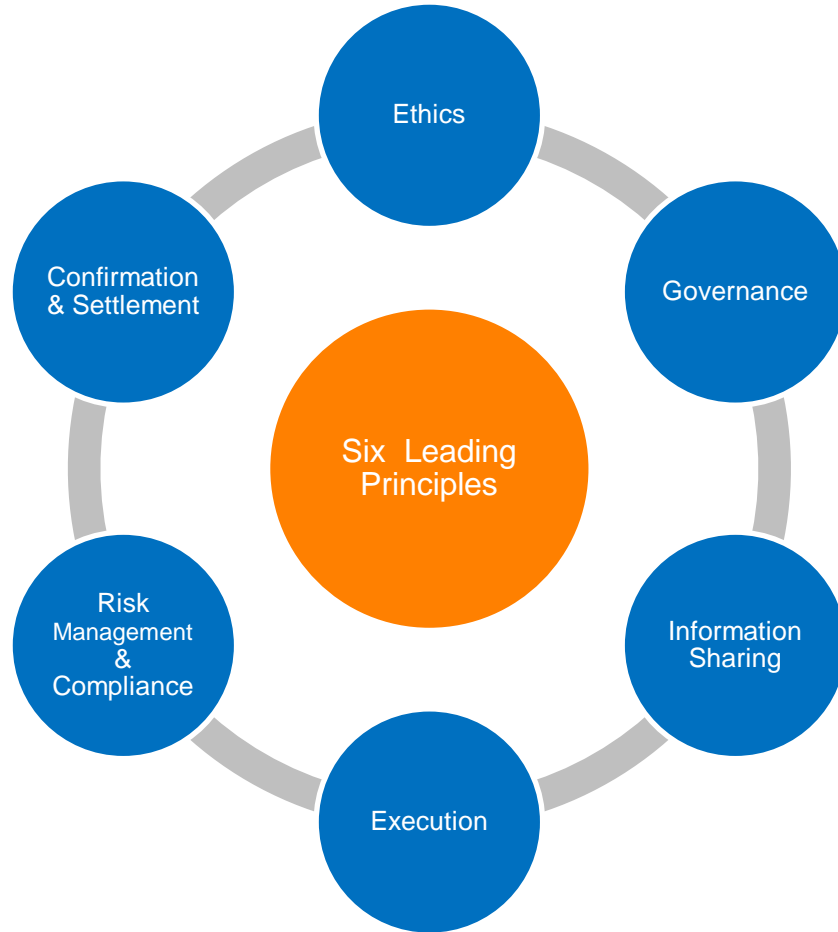 Ethics
Governance
Information
Sharing
Execution
Risk
Management
&
Compliance
Confirmation
& Settlement
Six Leading
Principles